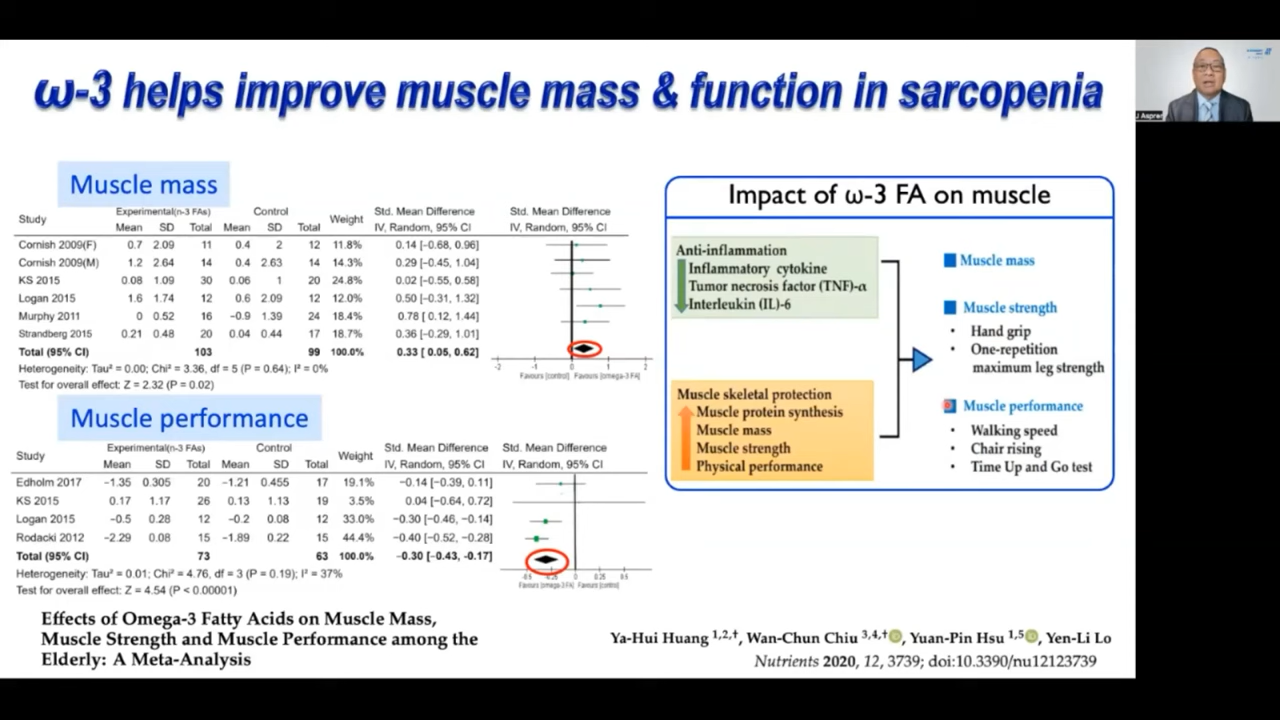 ω-3 helps improve muscle mass & function in sarcopenia
Muscle mass
Experimental(n-3 FAs) Control Std. Mean Difference Std. Mean Difference
Study Mean SD Total Mean SD Total Weight IV, Random, 95% CI IV, Random, 95% CI
Cornish 2009(F) 0.7 2.09 11 0.4 2 12 11.8% 0.14 [-0.68, 0.96]
Cornish 2009(M) 1.2 2.64 14 0.4 2.63 14 14.3% 0.29 [-0.45, 1.04]
KS 2015 0.08 1.09 30 0.06 1 20 24.8% 0.02 [-0.55, 0.58]
Logan 2015 1.6 1.74 12 0.6 2.09 12 12.0% 0.50 [-0.31, 1.32]
Murphy 2011 0 0.52 16 -0.9 1.39 24 18.4% 0.78 [ 0.12, 1.44]
Strandberg 2015 0.21 0.48 20 0.04 0.44 17 18.7% 0.36 [-0.29, 1.01]
Total (95% CI) 103 99 100.0% 0.33 [ 0.05, 0.62]
-2 -1 0 1 2
Heterogeneity: Tau² = 0.00; Chi² = 3.36, df = 5 (P = 0.64); I² = 0%
Favours [control] Favours [omega-3 FA]
Test for overall effect: Z = 2.32 (P = 0.02)
Muscle performance
Experimental(n-3 FAs) Control Std. Mean Difference Std. Mean Difference
Study Mean SD Total Mean SD Total Weight IV, Random, 95% CI IV, Random, 95% CI
Edholm 2017 -1.35 0.305 20 -1.21 0.455 17 19.1% -0.14 [-0.39, 0.11]
KS 2015 0.17 1.17 26 0.13 1.13 19 3.5% 0.04 [-0.64, 0.72]
Logan 2015 -0.5 0.28 12 -0.2 0.08 12 33.0% -0.30 [-0.46, -0.14]
Rodacki 2012 -2.29 0.08 15 -1.89 0.22 15 44.4% -0.40 [-0.52, -0.28]
Total (95% CI) 73 63 100.0% -0.30 [-0.43, -0.17]
Heterogeneity: Tau² = 0.01; Chi² = 4.76, df = 3 (P = 0.19); I² = 37%
-0.5 -0.25 0 0.25 0.5
Favours [omega-3 FA] Favours [control]
Test for overall effect: Z = 4.54 (P < 0.00001)
Effects of Omega-3 Fatty Acids on Muscle Mass,
Muscle Strength and Muscle Performance among the
Elderly: A Meta-Analysis
Impact of ω-3 FA on muscle
Anti-inflammation
Inflammatory cytokine
Tumor necrosis factor (TNF)-α
Interleukin (IL)-6
Muscle skeletal protection
Muscle protein synthesis
Muscle mass
Muscle strength
Physical performance
Muscle mass
Muscle strength
• Hand grip
• One-repetition
maximum leg strength
Muscle performance
• Walking speed
• Chair rising
• Time Up and Go test
Ya-Hui Huang 1,2,†, Wan-Chun Chiu 3,4,†, Yuan-Pin Hsu 1,5, Yen-Li Lo
Nutrients 2020, 12, 3739; doi:10.3390/nu12123739